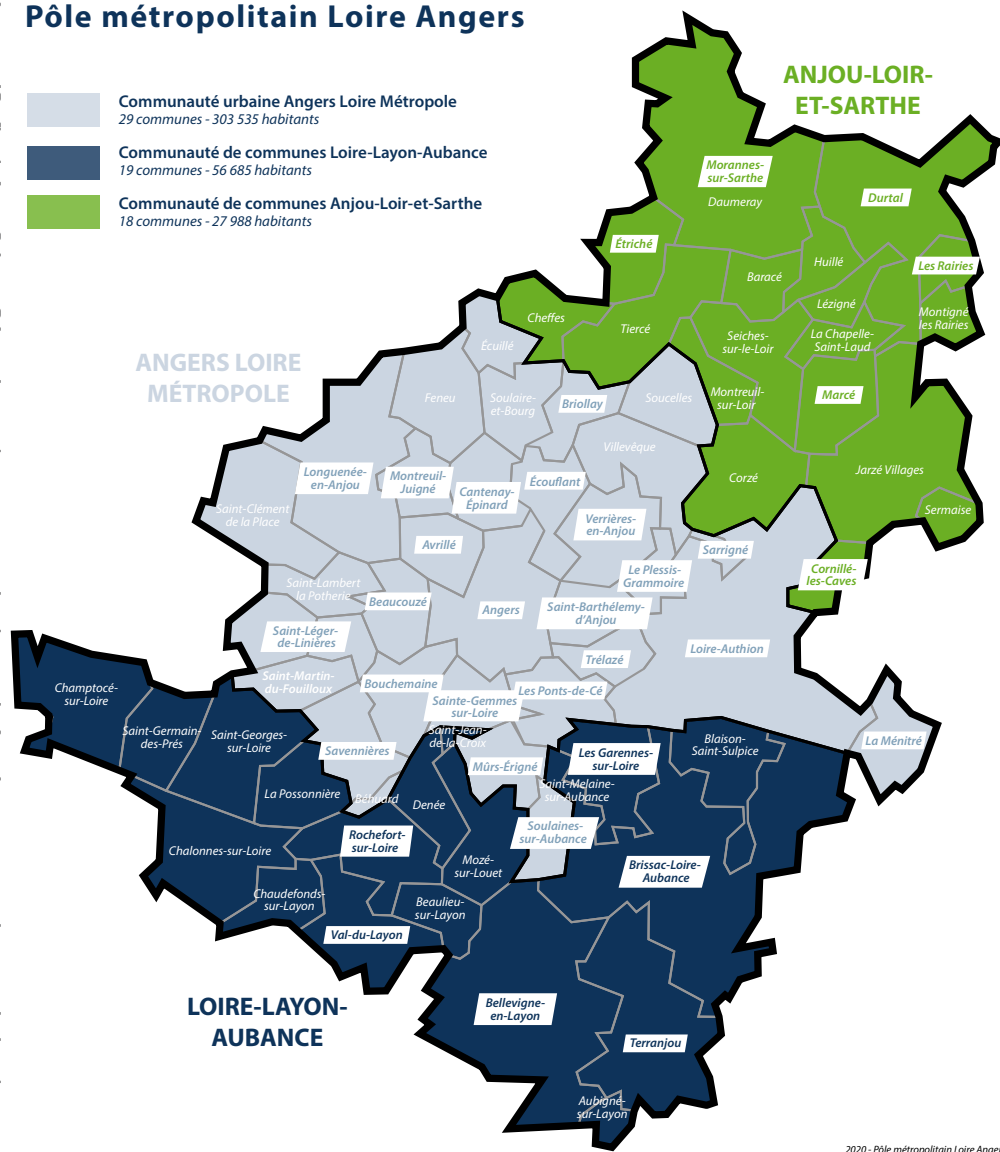 Pôle métropolitain Loire Angers
Communauté urbaine Angers Loire Métropole
29 communes - 303 535 habitants
Communauté de communes Loire-Layon-Aubance
19 communes - 56 685 habitants
Communauté de communes Anjou-Loir-et-Sarthe
18 communes - 27 988 habitants
ANJOU-LOIR-
ET-SARTHE
Morannes-
sur-Sarthe
Daumeray
Durtal
Étriché
Huillé
Les Rairies
Baracé
Lézigné
Montigné
les Rairies
Cheffes
Tiercé
Seiches-
sur-le-Loir
La Chapelle-
Saint-Laud
Montreuil-
sur-Loir
Marcé
Corzé
Jarzé Villages
Sermaise
Cornillé-
les-Caves
ANGERS LOIRE
MÉTROPOLE
Écuillé
Feneu
Soulaire-
et-Bourg
Briollay
Soucelles
Villevêque
Longuenée-
en-Anjou
Montreuil-
Juigné
Cantenay-
Épinard
Écouflant
Saint-Clément
de la Place
Verrières-
en-Anjou
Avrillé
Sarrigné
Le Plessis-
Grammoire
Saint-Lambert
la Potherie
Beaucouzé
Angers
Saint-Barthélemy-
d'Anjou
Saint-Léger-
de-Linières
Loire-Authion
Trélazé
Saint-Martin-
du-Fouilloux
Bouchemaine
Les Ponts-de-Cé
Sainte-Gemmes
sur-Loire
Savennières
Saint-Jean-
de-la-Croix
Mûrs-Érigné
La Ménitré
Béhuard
Soulaines-
sur-Aubance
Champtocé-
sur-Loire
Saint-Germain-
des-Prés
Saint-Georges-
sur-Loire
La Possonnière
Denée
Les Garennes-
sur-Loire
Blaison-
Saint-Sulpice
Saint-Melaine-
sur-Aubance
Chalonnes-sur-Loire
Rochefort-
sur-Loire
Mozé-
sur-Louet
Brissac-Loire-
Aubance
Chaudefonds-
sur-Layon
Beaulieu-
sur-Layon
Val-du-Layon
LOIRE-LAYON-
AUBANCE
Bellevigne-
en-Layon
Terranjou
Aubigné-
sur-Layon
2020 - Pôle métropolitain Loire Anger